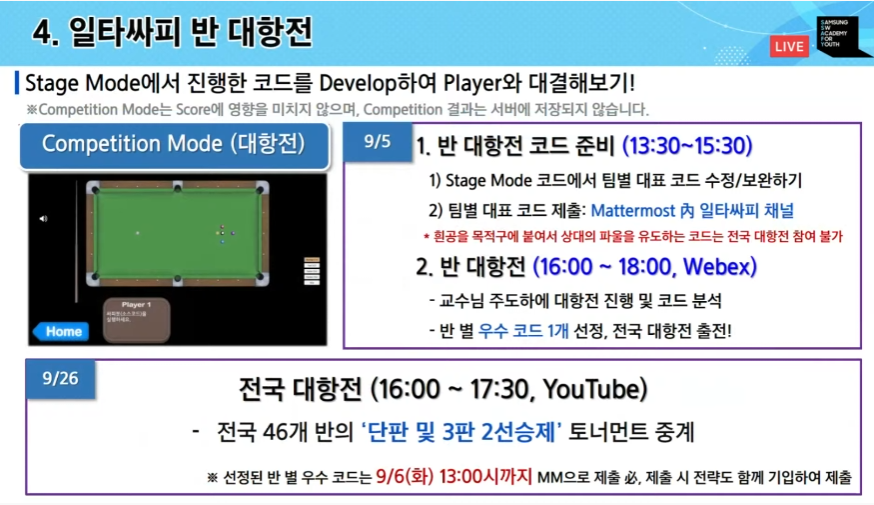 4. 일타싸피 반 대항전
LIVE
SAMSUNG
SW
ACADEMY
FOR
YOUTH
Stage Mode에서 진행한 코드를 Develop하여 Player와 대결해보기!
※Competition Mode는 Score에 영향을 미치지 않으며, Competition 결과는 서버에 저장되지 않습니다.
Competition Mode (대항전)
Player 1
Home
9/5
1. 반 대항전 코드 준비 (13:30~15:30)
1) Stage Mode 코드에서 팀별 대표 코드 수정/보완하기
2) 팀별 대표 코드 제출: Mattermost 內 일타싸피 채널
* 흰공을 목적구에 붙여서 상대의 파울을 유도하는 코드는 전국 대항전 참여 불가
2. 반 대항전 (16:00 ~ 18:00, Webex)
- 교수님 주도하에 대항전 진행 및 코드 분석
- 반 별 우수 코드 1개 선정, 전국 대항전 출전!
9/26
전국 대항전 (16:00 ~ 17:30, YouTube)
- 전국 46개 반의 ‘단판 및 3판 2선승제’ 토너먼트 중계
※ 선정된 반 별 우수 코드는 9/6(화) 13:00시까지 MM으로 제출 必, 제출 시 전략도 함께 기입하여 제출